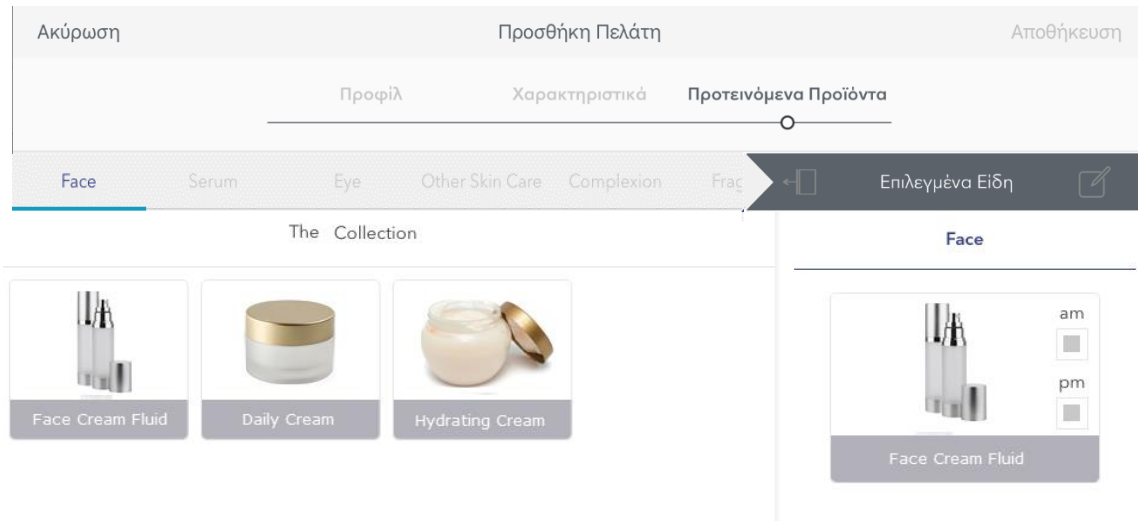 Ακύρωση Προσθήκη Πελάτη Αποθήκευση
Προφίλ Χαρακτηριστικά Προτεινόμενα Προϊόντα
Face Serum Eye Other Skin Care Complexion Frag Επιλεγμένα Είδη
The Collection
Face
am
pm
Face Cream Fluid Daily Cream Hydrating Cream
Face Cream Fluid